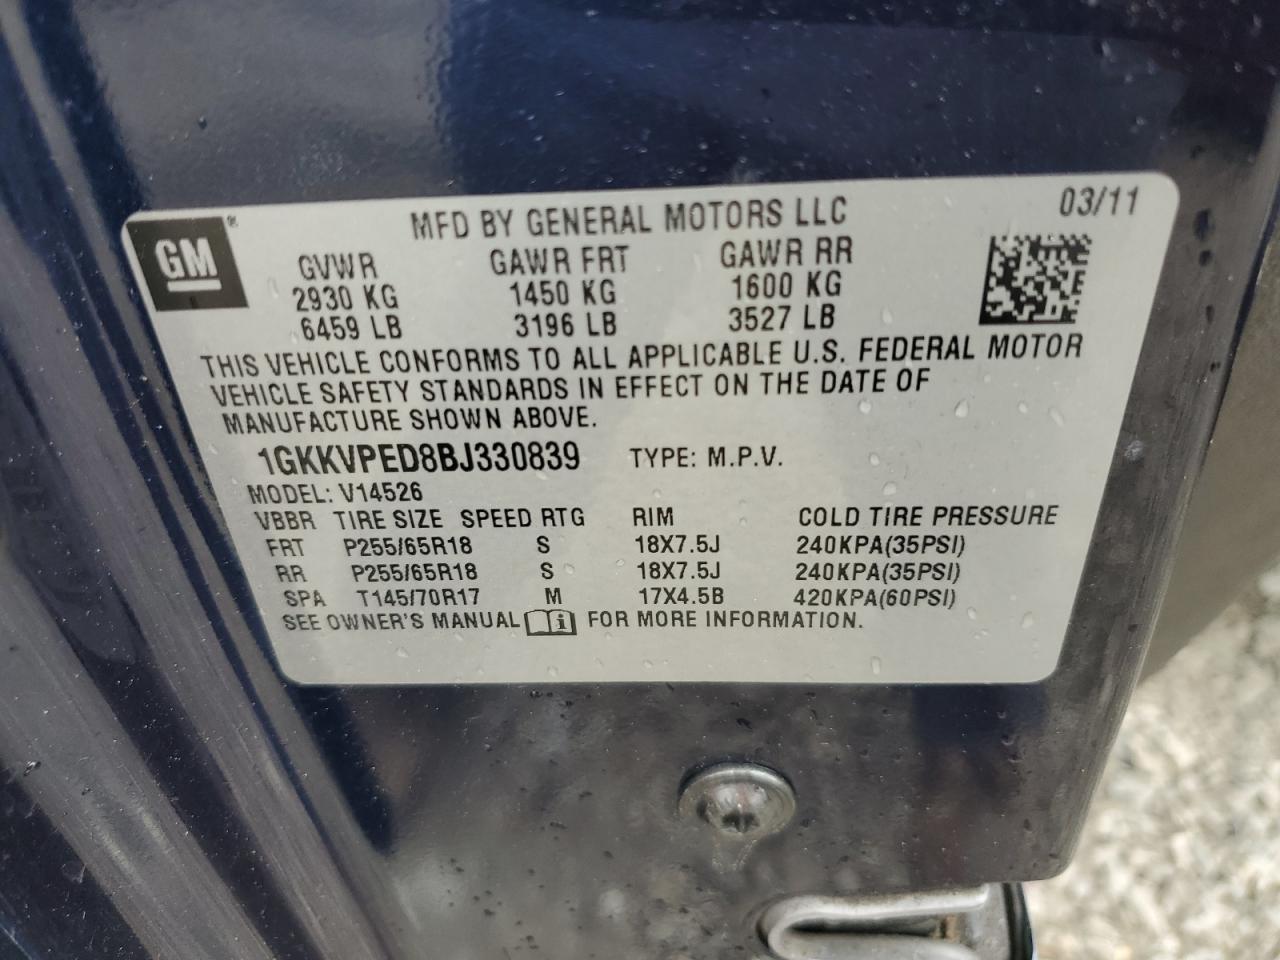 03/11
GM®
MFD BY GENERAL MOTORS LLC
GVWR GAWR FRT GAWR RR
2930 KG 1450 KG 1600 KG
6459 LB 3196 LB 3527 LB
THIS VEHICLE CONFORMS TO ALL APPLICABLE U.S. FEDERAL MOTOR
VEHICLE SAFETY STANDARDS IN EFFECT ON THE DATE OF
MANUFACTURE SHOWN ABOVE.
1GKKVPED8BJ330839 TYPE: M.P.V.
MODEL: V14526
VBBR TIRE SIZE SPEED RTG RIM COLD TIRE PRESSURE
FRT P255/65R18 S 18X7.5J 240KPA(35PSI)
RR P255/65R18 S 18X7.5J 240KPA(35PSI)
SPA T145/70R17 M 17X4.5B 420KPA(60PSI)
SEE OWNER'S MANUAL FOR MORE INFORMATION.